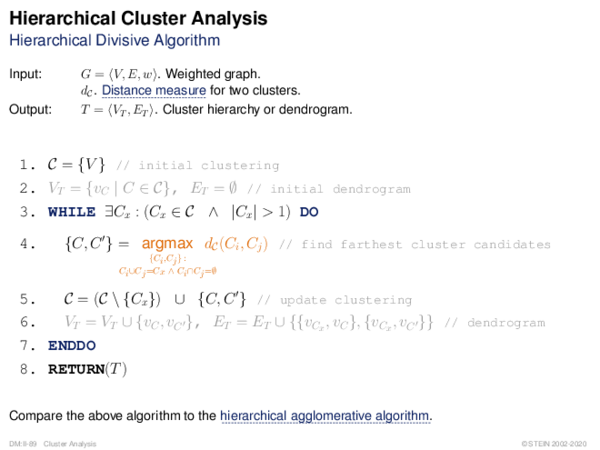 Hierarchical Cluster Analysis
Hierarchical Divisive Algorithm
Input: G = ⟨V, E, w⟩. Weighted graph.
d𝒞. Distance measure for two clusters.
Output: T = ⟨V_T, E_T⟩. Cluster hierarchy or dendrogram.
1. 𝒞 = {V} // initial clustering
2. V_T = {v_C | C ∈ 𝒞}, E_T = ∅ // initial dendrogram
3. WHILE ∃C_x : (C_x ∈ 𝒞 ∧ |C_x| > 1) DO
4. {C, C′} = argmax d𝒞(C_i, C_j) // find farthest cluster candidates
{C_i,C_j} :
C_i∪C_j=C_x ∧ C_i∩C_j=∅
5. 𝒞 = (𝒞 \ {C_x}) ∪ {C, C′} // update clustering
6. V_T = V_T ∪ {v_C, v_C′}, E_T = E_T ∪ {{v_C_x, v_C}, {v_C_x, v_C′}} // dendrogram
7. ENDDO
8. RETURN(T)
Compare the above algorithm to the hierarchical agglomerative algorithm.
DM:II-89 Cluster Analysis © STEIN 2002-2020